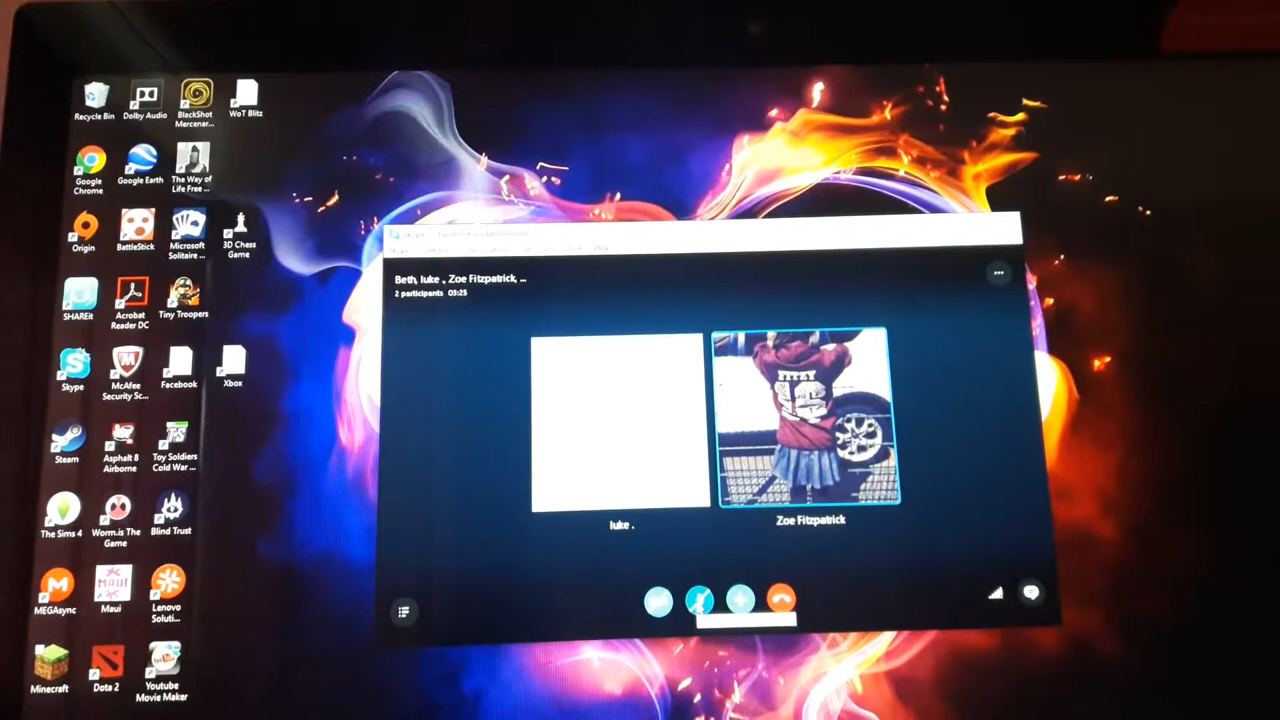 Recycle Bin
Dolby Audio
BlackShot
Mercenar...
WoT Blitz
Google
Chrome
Google Earth
The Way of
Life Free ...
Origin
BattleStick
Microsoft
Solitaire ...
3D Chess
Game
SHAREit
Acrobat
Reader DC
Tiny Troopers
Skype
McAfee
Security Sc...
Facebook
Xbox
Steam
Asphalt 8
Airborne
Toy Soldiers
Cold War ...
The Sims 4
Worm.is The
Game
Blind Trust
MEGAsync
MAUI
Maui
Lenovo
Soluti...
Minecraft
Dota 2
Youtube
Movie Maker
Beth, luke ., Zoe Fitzpatrick, ...
2 participants 03:25
FITZY
16
luke .
Zoe Fitzpatrick